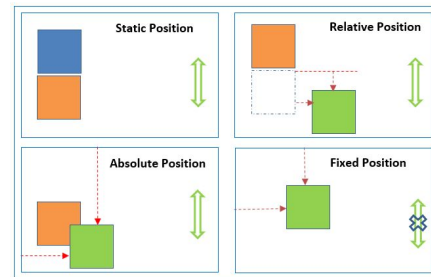 Static Position
Relative Position
Absolute Position
Fixed Position